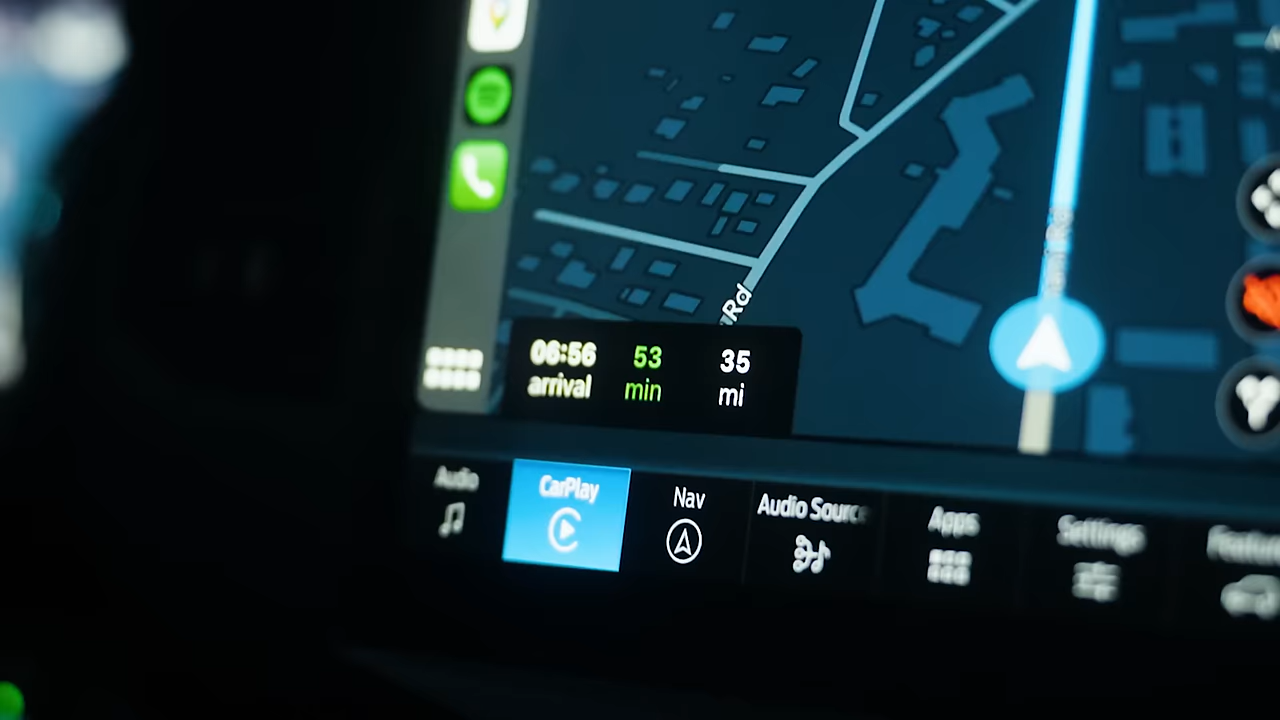 Rd
06:56 53 35
arrival min mi
Audio
CarPlay
Nav
Audio Source
Apps
Settings